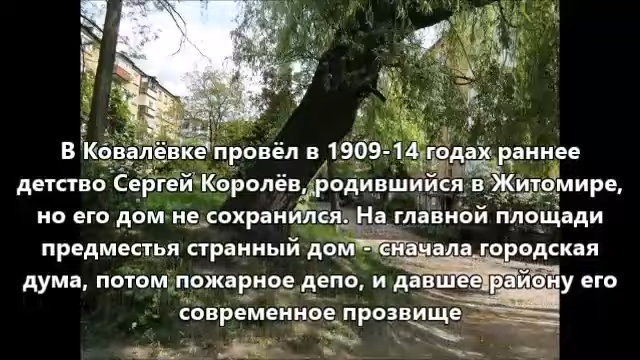 В Ковалёвке провёл в 1909-14 годах раннее
детство Сергей Королёв, родившийся в Житомире,
но его дом не сохранился. На главной площади
предместья странный дом - сначала городская
дума, потом пожарное депо, и давшее району его
современное прозвище